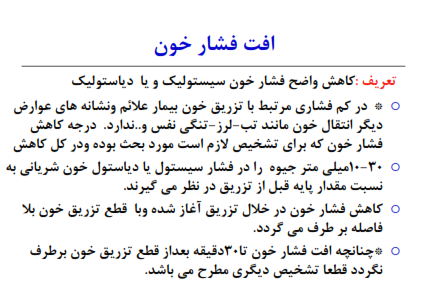 افت فشار خون
تعریف :کاهش واضح فشار خون سیستولیک و یا دیاستولیک
○ * در کم فشاری مرتبط با تزریق خون بیمار علائم ونشانه های عوارض
دیگر انتقال خون مانند تب-لرز-تنگی نفس و..ندارد. درجه کاهش
فشار خون که برای تشخیص لازم است مورد بحث بوده ودر کل کاهش
○ ۱۰-۳۰میلی متر جیوه را در فشار سیستول یا دیاستول خون شریانی به
نسبت مقدار پایه قبل از تزریق در نظر می گیرند.
○ کاهش فشار خون در خلال تزریق آغاز شده وبا قطع تزریق خون بلا
فاصله بر طرف می گردد.
○ *چنانچه افت فشار خون تا۳۰دقیقه بعداز قطع تزریق خون برطرف
نگردد قطعا تشخیص دیگری مطرح می باشد.